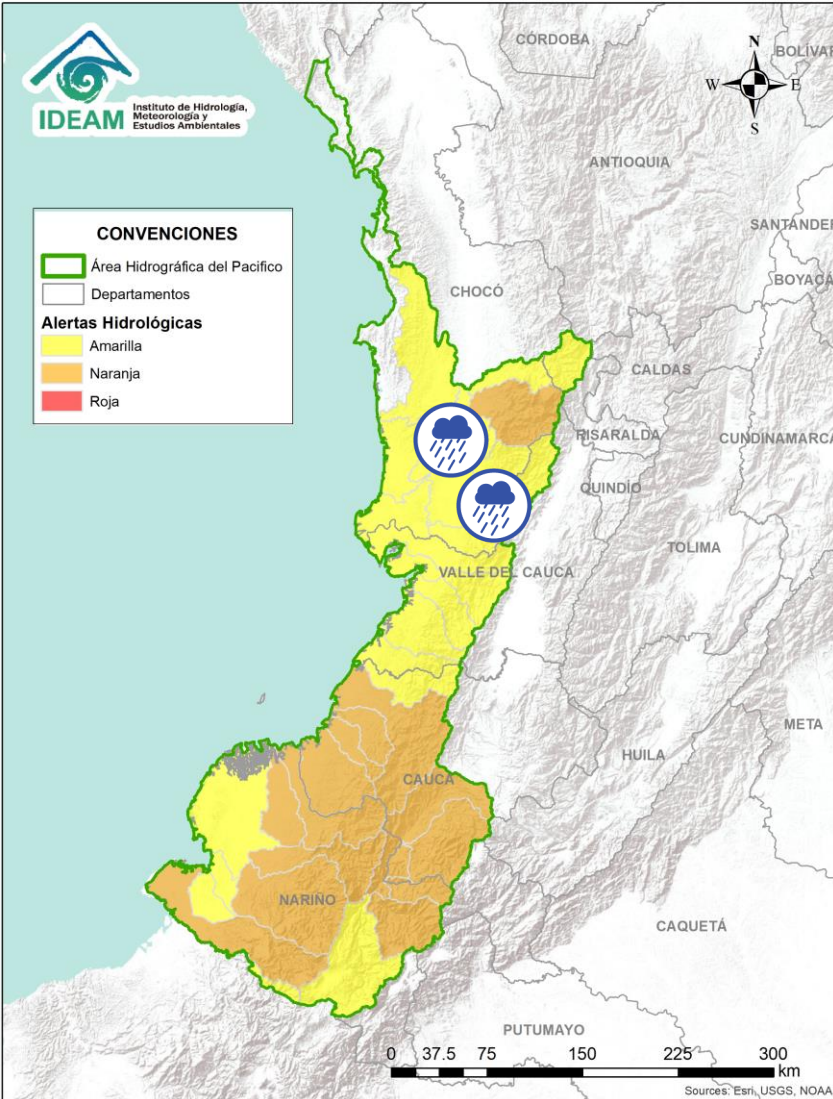 IDEAM
Instituto de Hidrología,
Meteorología y
Estudios Ambientales
N
W
E
S
CONVENCIONES
Área Hidrográfica del Pacifico
Departamentos
Alertas Hidrológicas
Amarilla
Naranja
Roja
CÓRDOBA
BOLÍVAR
ANTIOQUIA
SANTANDER
BOYACÁ
CHOCÓ
CALDAS
RISARALDA
CUNDINAMARCA
QUINDÍO
TOLIMA
VALLE DEL CAUCA
META
HUILA
CAUCA
NARIÑO
CAQUETÁ
PUTUMAYO
0 37.5 75 150 225 300
km
Sources: Esri, USGS, NOAA